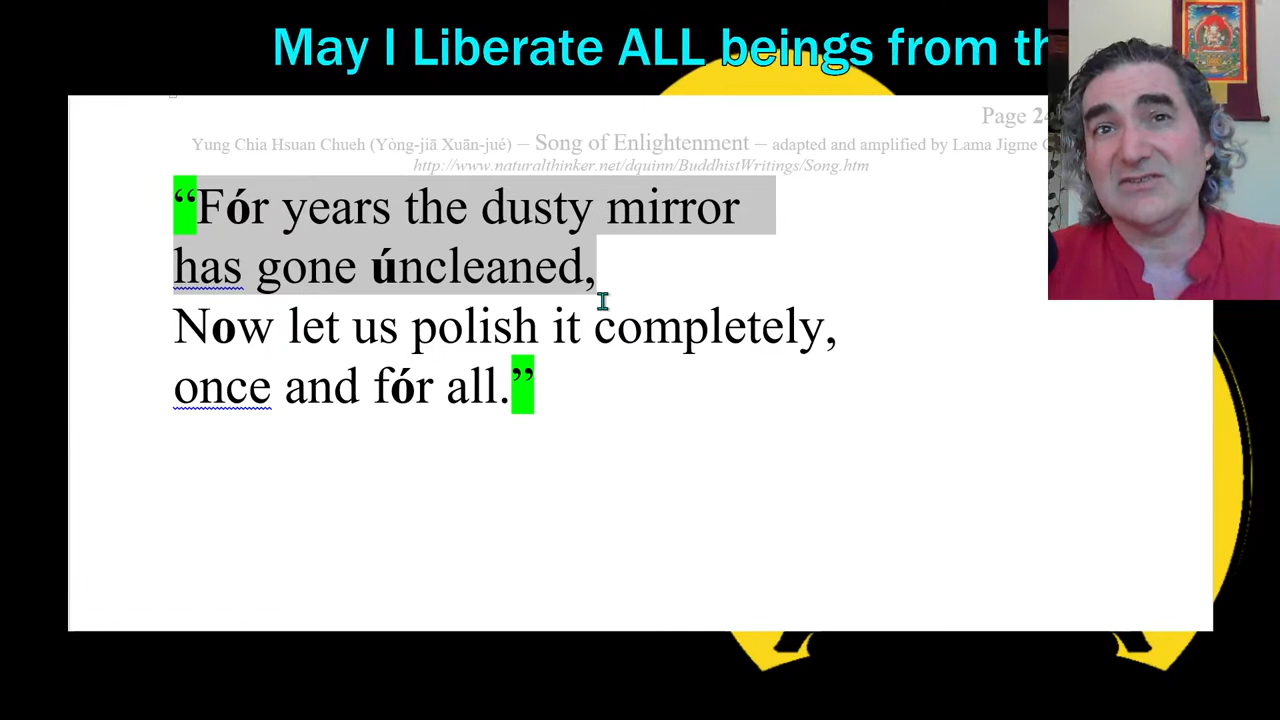 May I Liberate ALL beings from th
Page 24
Yung Chia Hsuan Chueh (Yòng-jiā Xuān-jué) – Song of Enlightenment – adapted and amplified by Lama Jigme G
http://www.naturalthinker.net/dquinn/BuddhistWritings/Song.htm
“Fór years the dusty mirror
has gone úncleaned,
Now let us polish it completely,
once and fór all.”